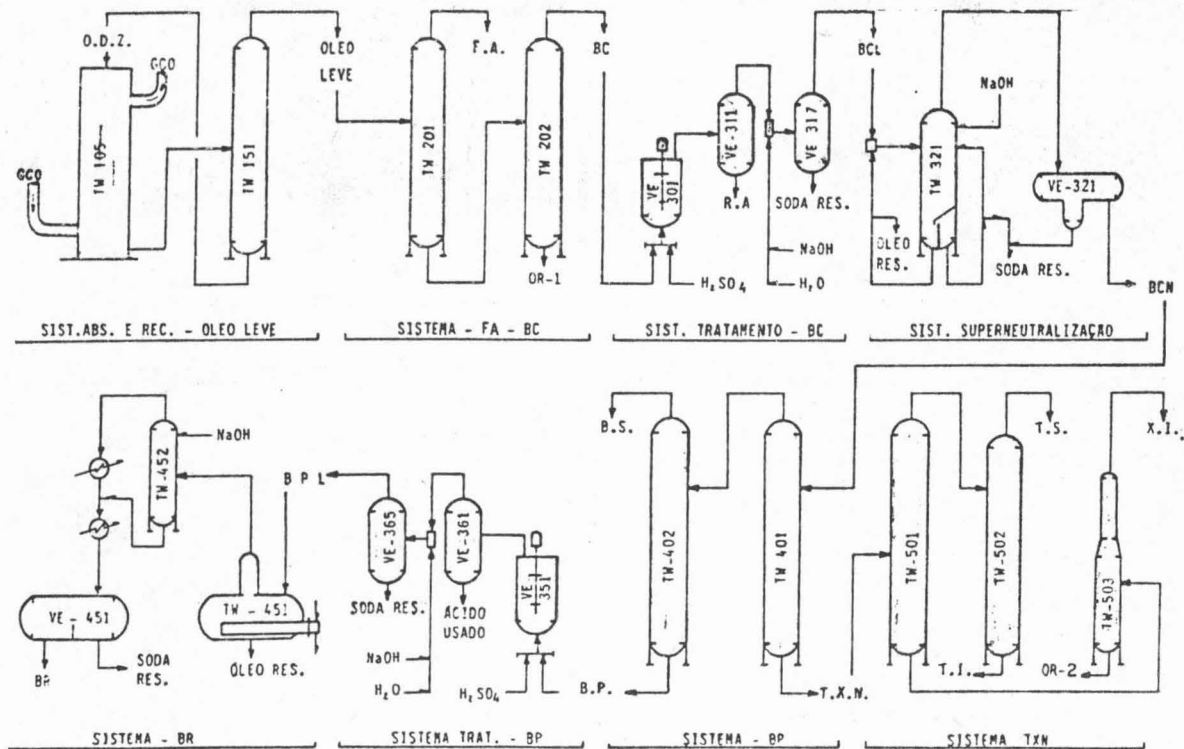 O.D.Z.
GCO
GCO
TW 105
TW 151
OLEO
LEVE
F.A.
BC
TW 201
TW 202
OR-1
VE
301
VE-311
R.A
VE 317
SODA RES.
NaOH
H₂SO₄
H₂O
BCL
NaOH
TW 321
VE-321
OLEO
RES.
SODA RES.
BCN
SIST.ABS. E REC. - OLEO LEVE
SISTEMA - FA - BC
SIST. TRATAMENTO - BC
SIST. SUPERNEUTRALIZAÇÃO
NaOH
TW-452
B P L
VE - 451
TW - 451
BR
SODA
RES.
ÓLEO RES.
VE-365
VE-361
VE
351
SODA RES.
ÁCIDO
USADO
NaOH
H₂O
H₂SO₄
B.P.
B.S.
TW-402
TW 401
T.X.N.
TW-501
TW-502
TW-503
T.S.
X.I.
T.I.
OR-2
SISTEMA - BR
SISTEMA TRAT. - BP
SISTEMA - BP
SISTEMA TXN